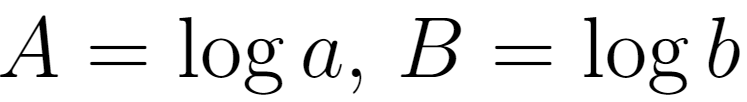 A = log a, B = log b